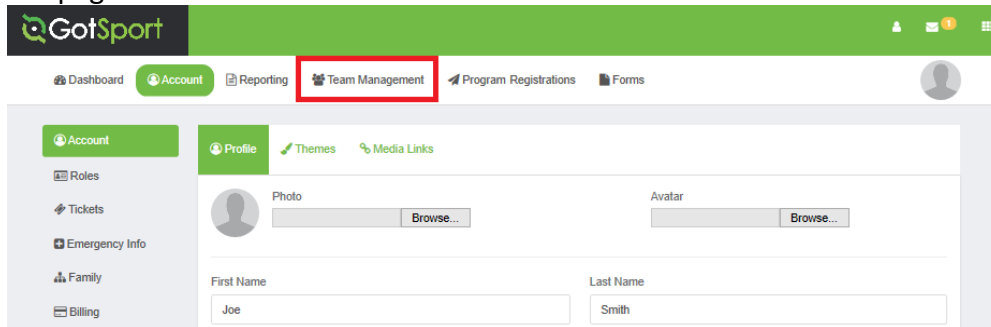 GotSport
1
Dashboard Account Reporting Team Management Program Registrations Forms
Account
Profile Themes Media Links
Roles
Photo Avatar
Browse... Browse...
Tickets
Emergency Info
Family
First Name Last Name
Billing
Joe Smith